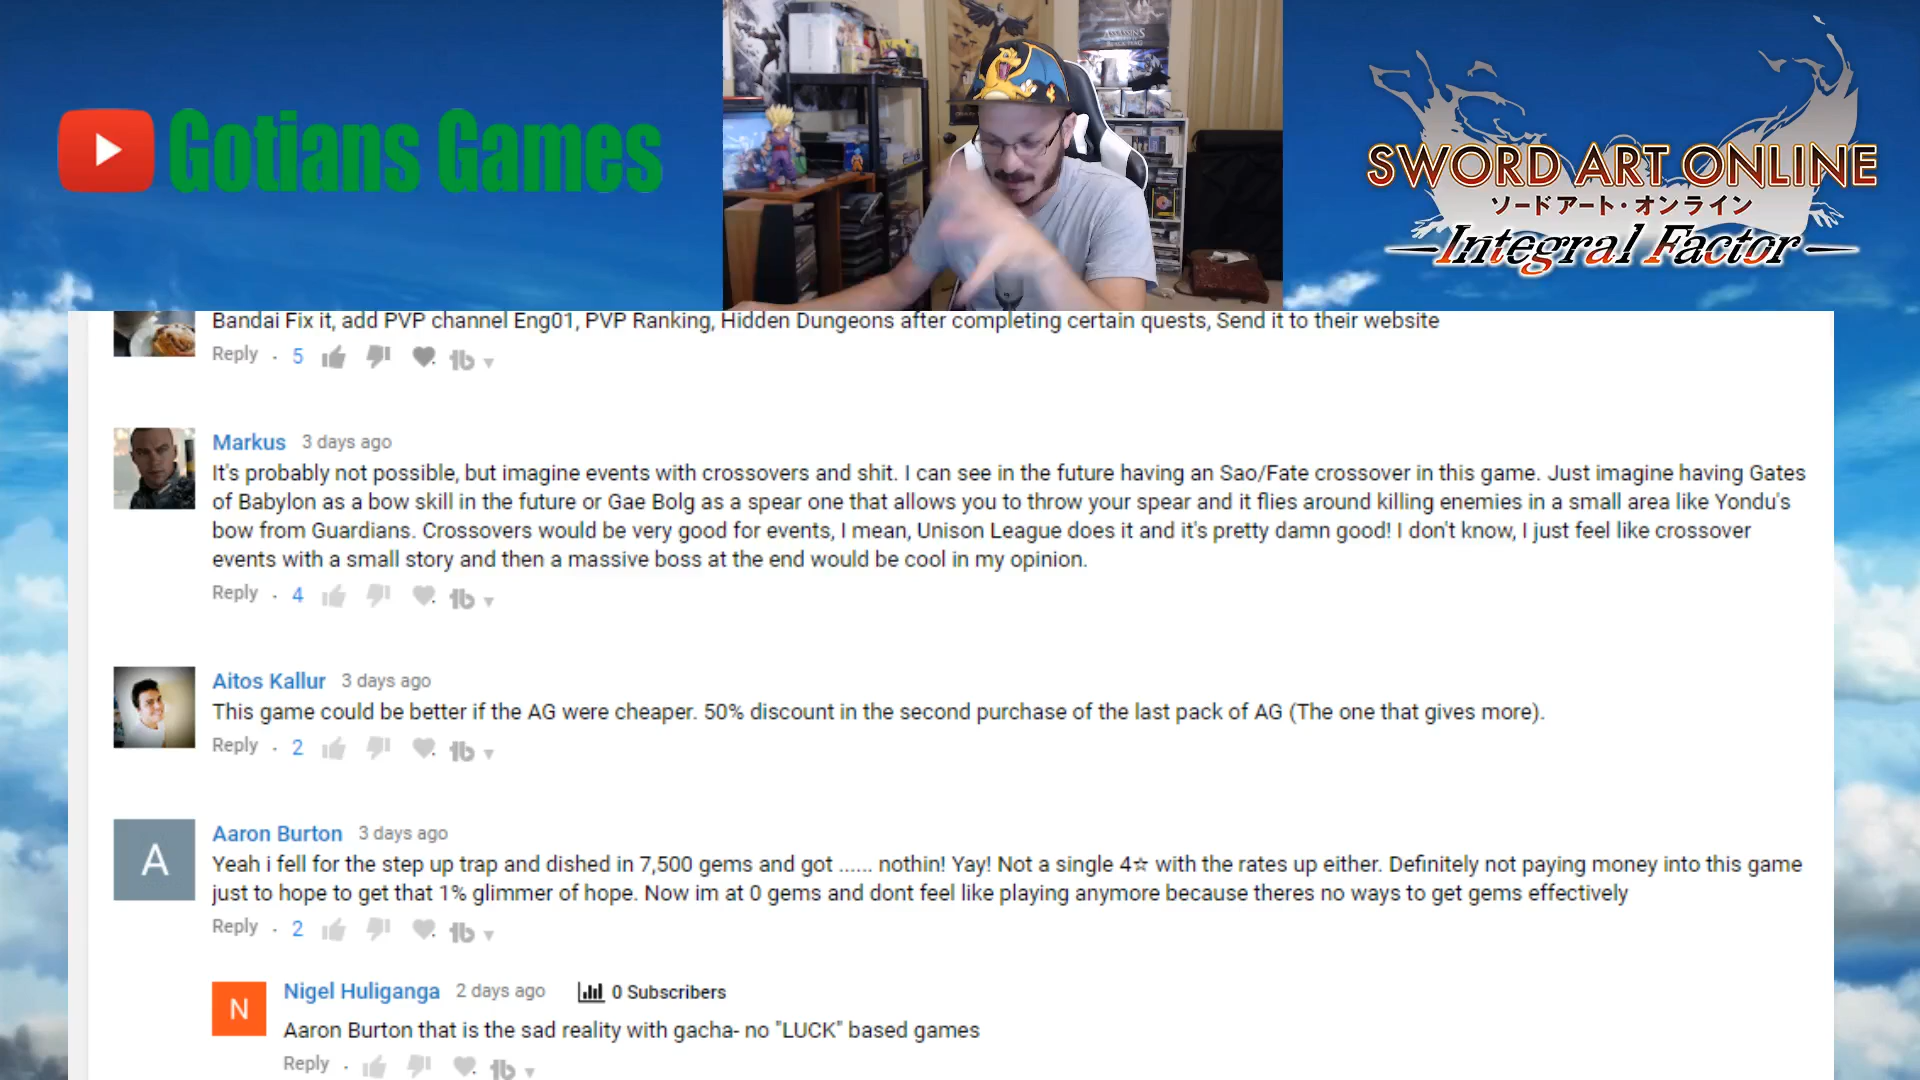 Gotians Games
ASSASSIN'S
SWORD ART ONLINE
ソードアート・オンライン
Integral Factor
Bandai Fix it, add PVP channel Eng01, PVP Ranking, Hidden Dungeons after completing certain quests, Send it to their website
Reply · 5
Markus 3 days ago
It's probably not possible, but imagine events with crossovers and shit. I can see in the future having an Sao/Fate crossover in this game. Just imagine having Gates
of Babylon as a bow skill in the future or Gae Bolg as a spear one that allows you to throw your spear and it flies around killing enemies in a small area like Yondu's
bow from Guardians. Crossovers would be very good for events, I mean, Unison League does it and it's pretty damn good! I don't know, I just feel like crossover
events with a small story and then a massive boss at the end would be cool in my opinion.
Reply · 4
Aitos Kallur 3 days ago
This game could be better if the AG were cheaper. 50% discount in the second purchase of the last pack of AG (The one that gives more).
Reply · 2
A
Aaron Burton 3 days ago
Yeah i fell for the step up trap and dished in 7,500 gems and got ...... nothin! Yay! Not a single 4☆ with the rates up either. Definitely not paying money into this game
just to hope to get that 1% glimmer of hope. Now im at 0 gems and dont feel like playing anymore because theres no ways to get gems effectively
Reply · 2
N
Nigel Huliganga 2 days ago 0 Subscribers
Aaron Burton that is the sad reality with gacha- no "LUCK" based games
Reply ·